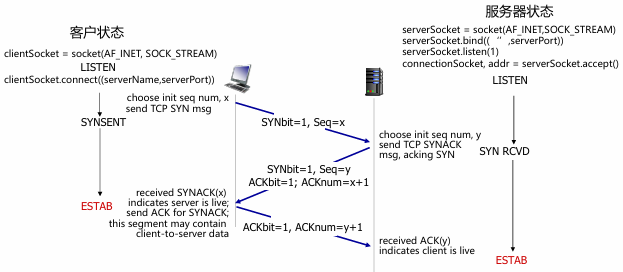 客户状态
clientSocket = socket(AF_INET, SOCK_STREAM)
LISTEN
clientSocket.connect((serverName,serverPort))
SYNSENT
ESTAB
服务器状态
serverSocket = socket(AF_INET,SOCK_STREAM)
serverSocket.bind((‘‘,serverPort))
serverSocket.listen(1)
connectionSocket, addr = serverSocket.accept()
LISTEN
SYN RCVD
ESTAB
choose init seq num, x
send TCP SYN msg
SYNbit=1, Seq=x
choose init seq num, y
send TCP SYNACK
msg, acking SYN
SYNbit=1, Seq=y
ACKbit=1; ACKnum=x+1
received SYNACK(x)
indicates server is live;
send ACK for SYNACK;
this segment may contain
client-to-server data
ACKbit=1, ACKnum=y+1
received ACK(y)
indicates client is live